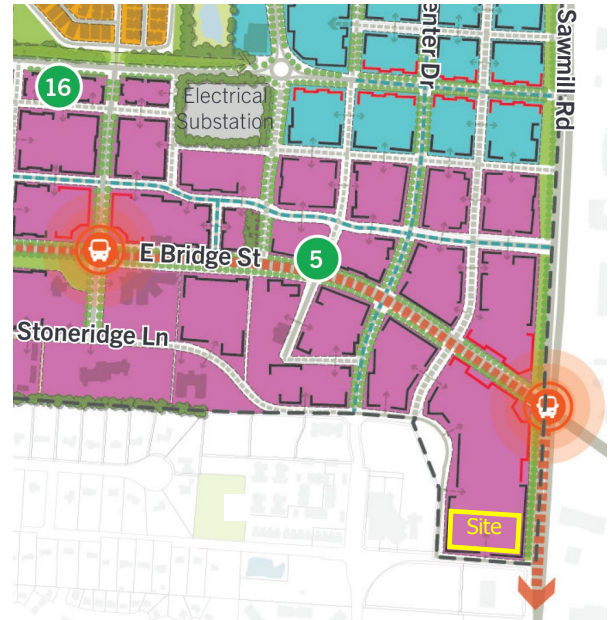 enter Dr
Sawmill Rd
16
Electrical
Substation
E Bridge St
5
Stoneridge Ln
Site